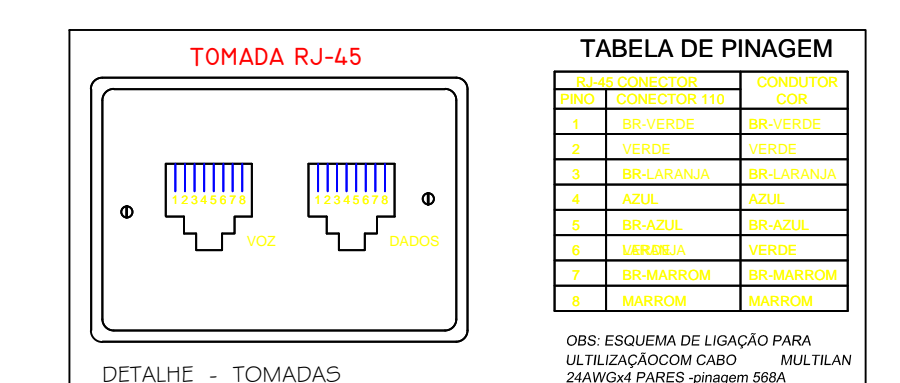 TOMADA RJ-45
12345678
VOZ
12345678
DADOS
DETALHE - TOMADAS
TABELA DE PINAGEM
RJ-45 CONECTOR CONDUTOR
PINO CONECTOR 110 COR
1 BR-VERDE BR-VERDE
2 VERDE VERDE
3 BR-LARANJA BR-LARANJA
4 AZUL AZUL
5 BR-AZUL BR-AZUL
6 VERDE
7 BR-MARROM BR-MARROM
8 MARROM MARROM
OBS: ESQUEMA DE LIGAÇÃO PARA
ULTILIZAÇÃOCOM CABO MULTILAN
24AWGx4 PARES -pinagem 568A